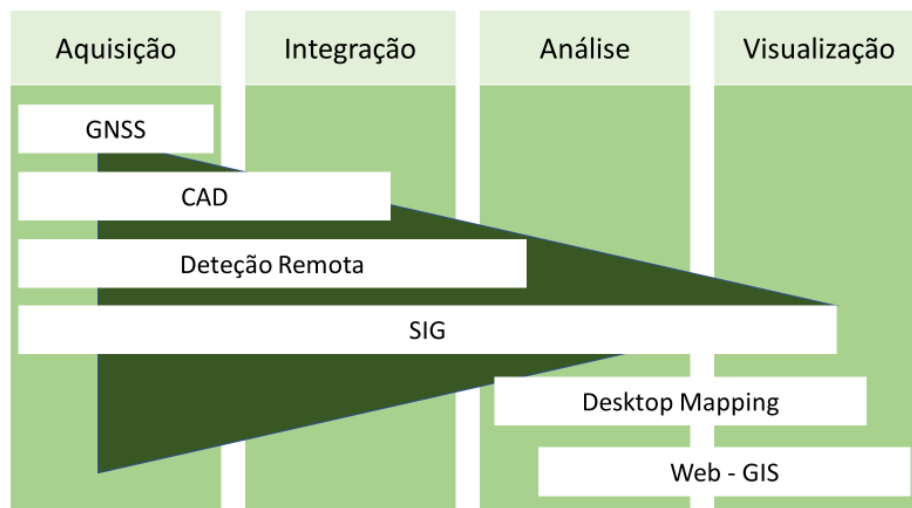 Aquisição
Integração
Análise
Visualização
GNSS
CAD
Deteção Remota
SIG
Desktop Mapping
Web - GIS